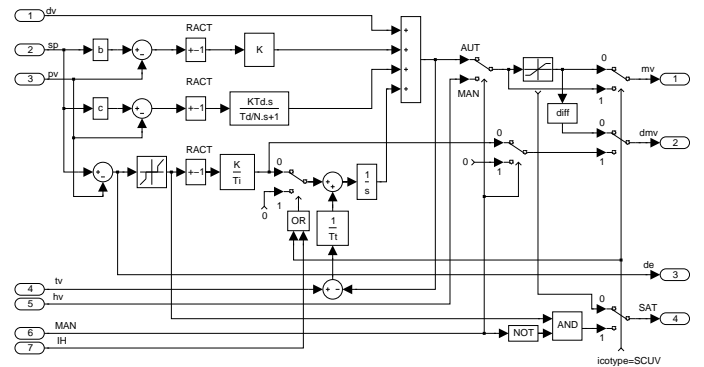 1 dv
RACT
2 sp b + - +-1 K
3 pv
+ + + +
AUT
MAN
0 mv 1
1
RACT
c + - +-1 KTd.s
Td/N.s+1
diff
0
dmv 2
1
RACT
+ - +-1 K
Ti
0
1
0
+ + 1
s
0
0
1
OR
1
Tt
de 3
4 tv + -
5 hv
0 SAT 4
1
6 MAN
7 IH
NOT AND
icotype=SCUV